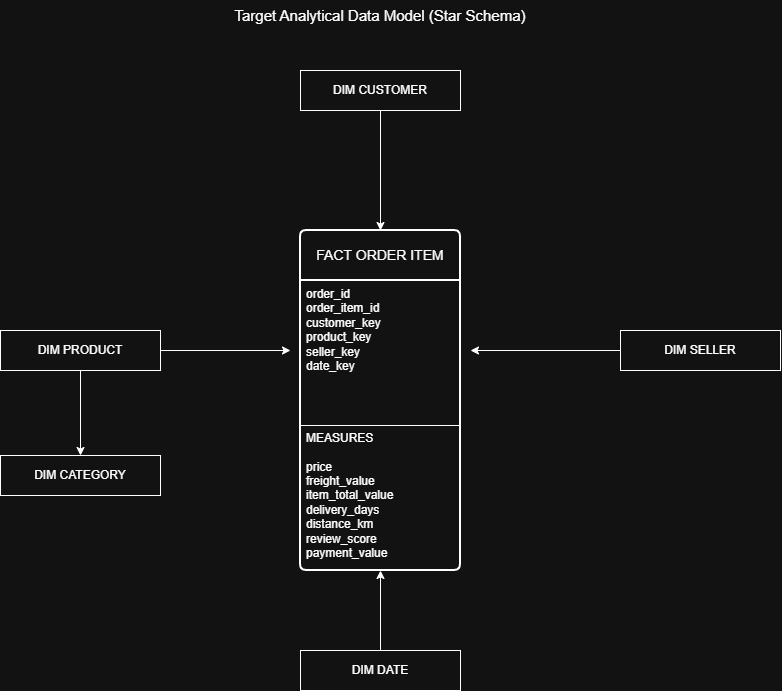 Target Analytical Data Model (Star Schema)
DIM CUSTOMER
FACT ORDER ITEM
order_id
order_item_id
customer_key
product_key
seller_key
date_key
DIM PRODUCT
DIM SELLER
DIM CATEGORY
MEASURES
price
freight_value
item_total_value
delivery_days
distance_km
review_score
payment_value
DIM DATE